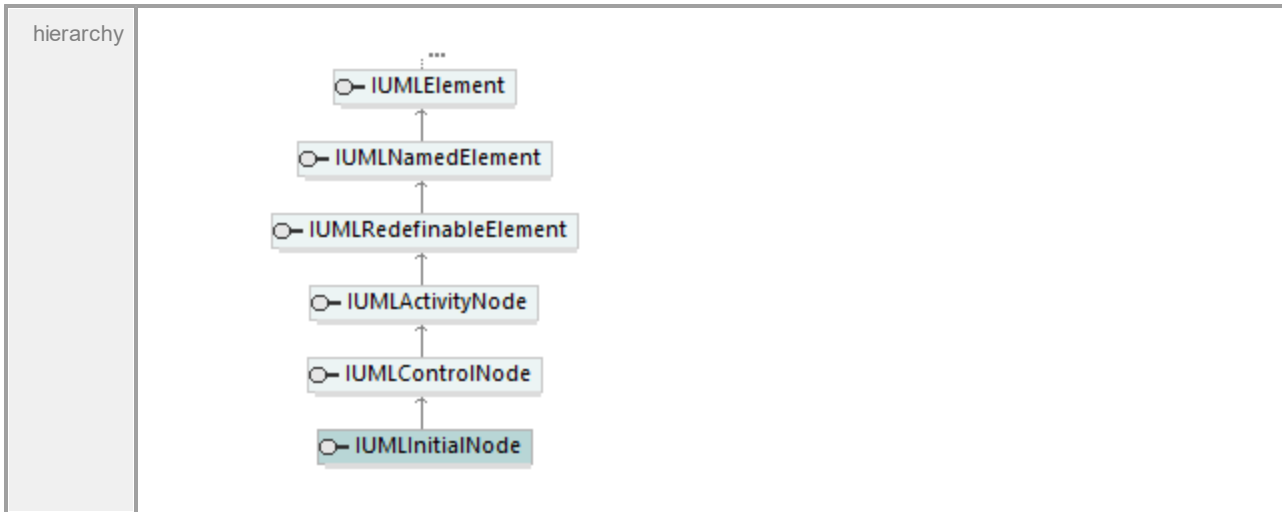 hierarchy
...
IUMLElement
IUMLNamedElement
IUMLRedefinableElement
IUMLActivityNode
IUMLControlNode
IUMLInitialNode